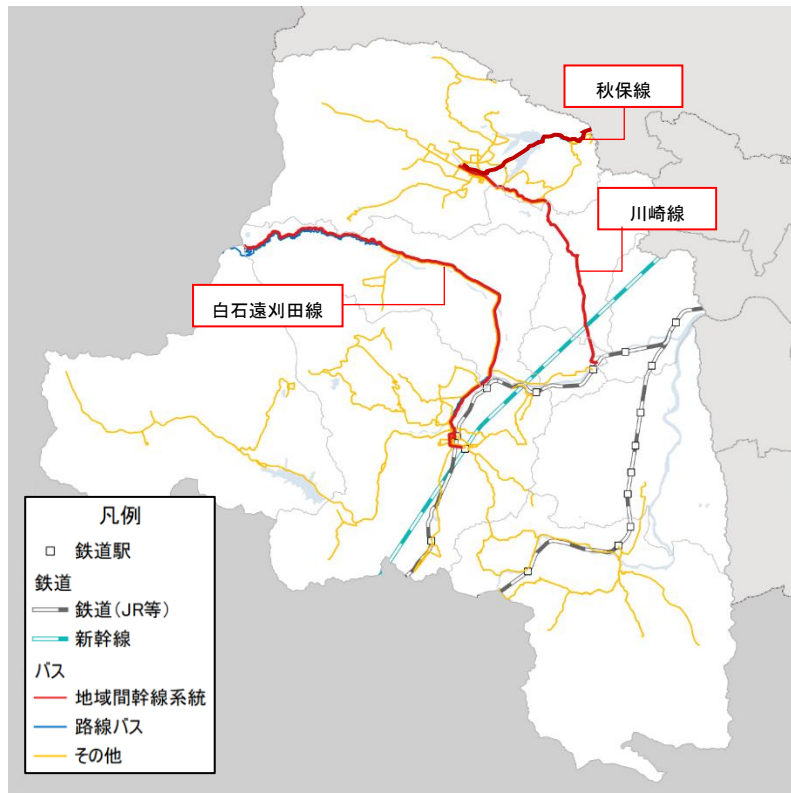 秋保線
川崎線
白石遠刈田線
凡例
鉄道駅
鉄道
鉄道(JR等)
新幹線
バス
地域間幹線系統
路線バス
その他